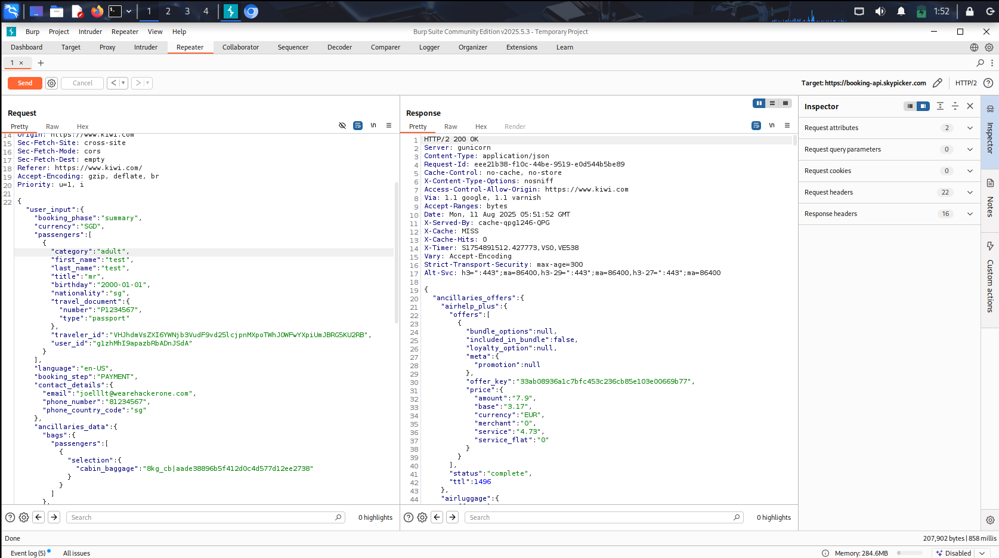 1 2 3 4 1:52
Burp Project Intruder Repeater View Help Burp Suite Community Edition v2025.5.3 - Temporary Project
Dashboard Target Proxy Intruder Repeater Collaborator Sequencer Decoder Comparer Logger Organizer Extensions Learn
1 × +
Send Cancel < > Target: https://booking-api.skypicker.com HTTP/2
Request
Pretty Raw Hex \n
14 Origin: https://www.kiwi.com
15 Sec-Fetch-Site: cross-site
16 Sec-Fetch-Mode: cors
17 Sec-Fetch-Dest: empty
18 Referer: https://www.kiwi.com/
19 Accept-Encoding: gzip, deflate, br
20 Priority: u=1, i
21
22 {
"user_input":{
"booking_phase":"summary",
"currency":"SGD",
"passengers":[
{
"category":"adult",
"first_name":"test",
"last_name":"test",
"title":"mr",
"birthday":"2000-01-01",
"nationality":"sg",
"travel_document":{
"number":"P1234567",
"type":"passport"
},
"traveler_id":"VHJhdmVsZXI6YWNjb3VudF9vd25lcjpnMXpoTWhJOWFwYXpiUmJBRG5KU2RB",
"user_id":"g1zhMhI9apazbRbADnJSdA"
}
],
"language":"en-US",
"booking_step":"PAYMENT",
"contact_details":{
"email":"joelllt@wearehackerone.com",
"phone_number":"81234567",
"phone_country_code":"sg"
},
"ancillaries_data":{
"bags":{
"passengers":[
{
"selection":{
"cabin_baggage":"8kg_cb|aade38896b5f412d0c4d577d12ee2738"
}
}
]
},
Search 0 highlights
Response
Pretty Raw Hex Render \n
1 HTTP/2 200 OK
2 Server: gunicorn
3 Content-Type: application/json
4 Request-Id: eee21b38-f10c-44be-9519-e0d544b5be89
5 Cache-Control: no-cache, no-store
6 X-Content-Type-Options: nosniff
7 Access-Control-Allow-Origin: https://www.kiwi.com
8 Via: 1.1 google, 1.1 varnish
9 Accept-Ranges: bytes
10 Date: Mon, 11 Aug 2025 05:51:52 GMT
11 X-Served-By: cache-qpg1246-QPG
12 X-Cache: MISS
13 X-Cache-Hits: 0
14 X-Timer: S1754891512.427773,VS0,VE538
15 Vary: Accept-Encoding
16 Strict-Transport-Security: max-age=300
17 Alt-Svc: h3=":443";ma=86400,h3-29=":443";ma=86400,h3-27=":443";ma=86400
18
19 {
20 "ancillaries_offers":{
21 "airhelp_plus":{
22 "offers":[
23 {
24 "bundle_options":null,
25 "included_in_bundle":false,
26 "loyalty_option":null,
27 "meta":{
28 "promotion":null
29 },
30 "offer_key":"33ab08936a1c7bfc453c236cb85e103e00669b77",
31 "price":{
32 "amount":"7.9",
33 "base":"3.17",
34 "currency":"EUR",
35 "merchant":"0",
36 "service":"4.73",
37 "service_flat":"0"
38 }
39 }
40 ],
41 "status":"complete",
42 "ttl":1496
43 },
44 "airluggage":{
Search 0 highlights
Inspector
Request attributes 2
Request query parameters 0
Request cookies 0
Request headers 22
Response headers 16
Inspector
Notes
Custom actions
Done 207,902 bytes | 858 millis
Event log (5) All issues Memory: 284.6MB Disabled